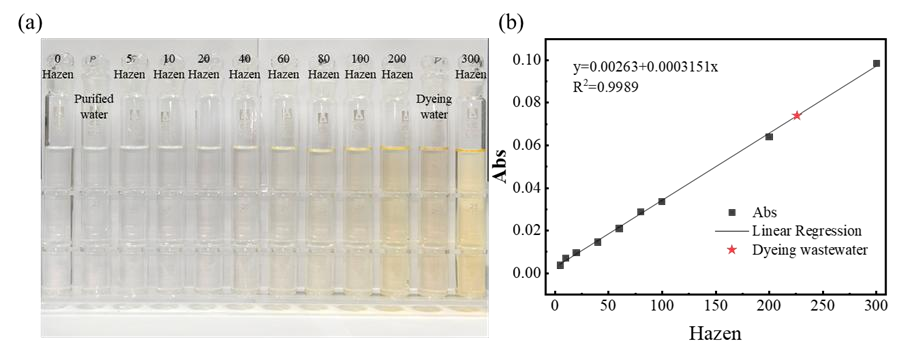 (a)
0 5 10 20 40 60 80 100 200 300
Hazen Hazen Hazen Hazen Hazen Hazen Hazen Hazen Hazen Hazen
Purified
water
Dyeing
water
(b)
y=0.00263+0.0003151x
R²=0.9989
0.10
0.08
0.06
0.04
0.02
0.00
Abs
Abs
Linear Regression
Dyeing wastewater
0 50 100 150 200 250 300
Hazen